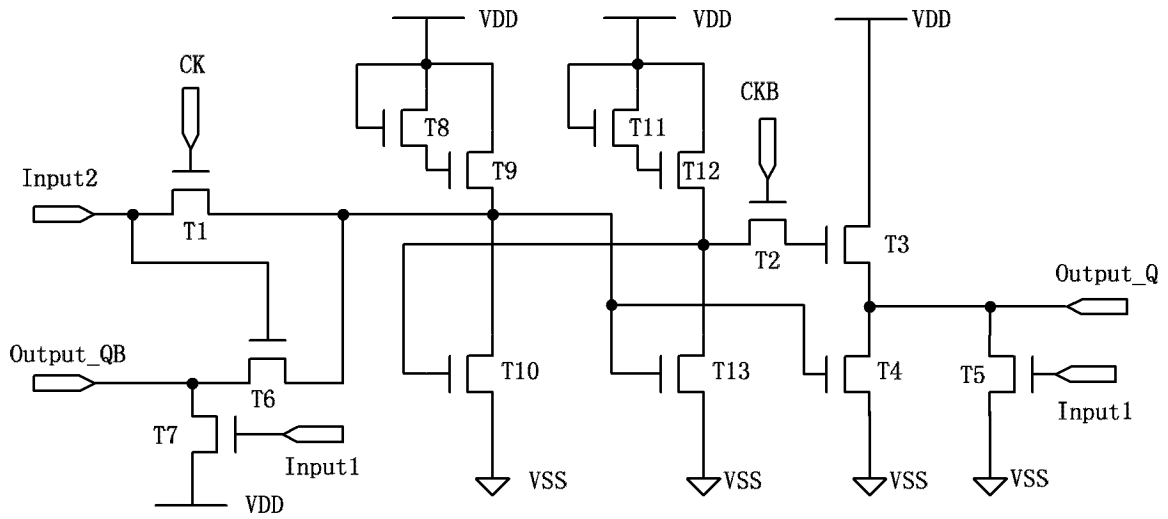 VDD
VDD
VDD
CK
CKB
T8
T11
T9
T12
Input2
T1
T2
T3
Output_Q
Output_QB
T6
T10
T13
T4
T5
Input1
T7
Input1
VDD
VSS
VSS
VSS
VSS